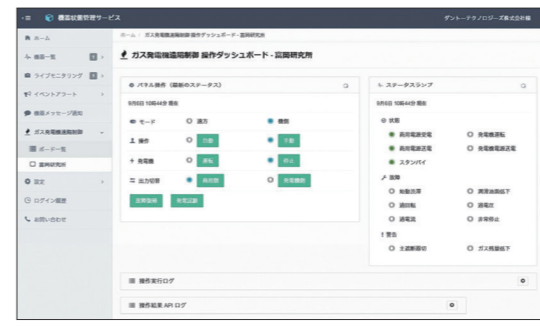 機器状態管理サービス
ダントーテクノロジーズ株式会社様
ホーム
ホーム / ガス発電機遠隔制御 操作ダッシュボード - 富岡研究所
機器一覧
ガス発電機遠隔制御 操作ダッシュボード - 富岡研究所
ライブモニタリング
イベントアラート
機器メッセージ通知
ガス発電機遠隔制御
ボード一覧
富岡研究所
設定
ログイン履歴
お問い合わせ
パネル操作 (最新のステータス)
5月6日 10時44分 現在
モード 遠方 機側
操作 自動 手動
発電機 運転 停止
出力切替 商用側 発電機側
故障復帰
ステータスランプ
5月6日 10時44分 現在
状態
商用電源受電 発電機運転
商用電源送電 発電機電源送電
スタンバイ
故障
始動渋滞 潤滑油圧低下
過回転 過電圧
過電流 非常停止
警告
主遮断器切 ガス残量低下
操作実行ログ
操作結果 API ログ